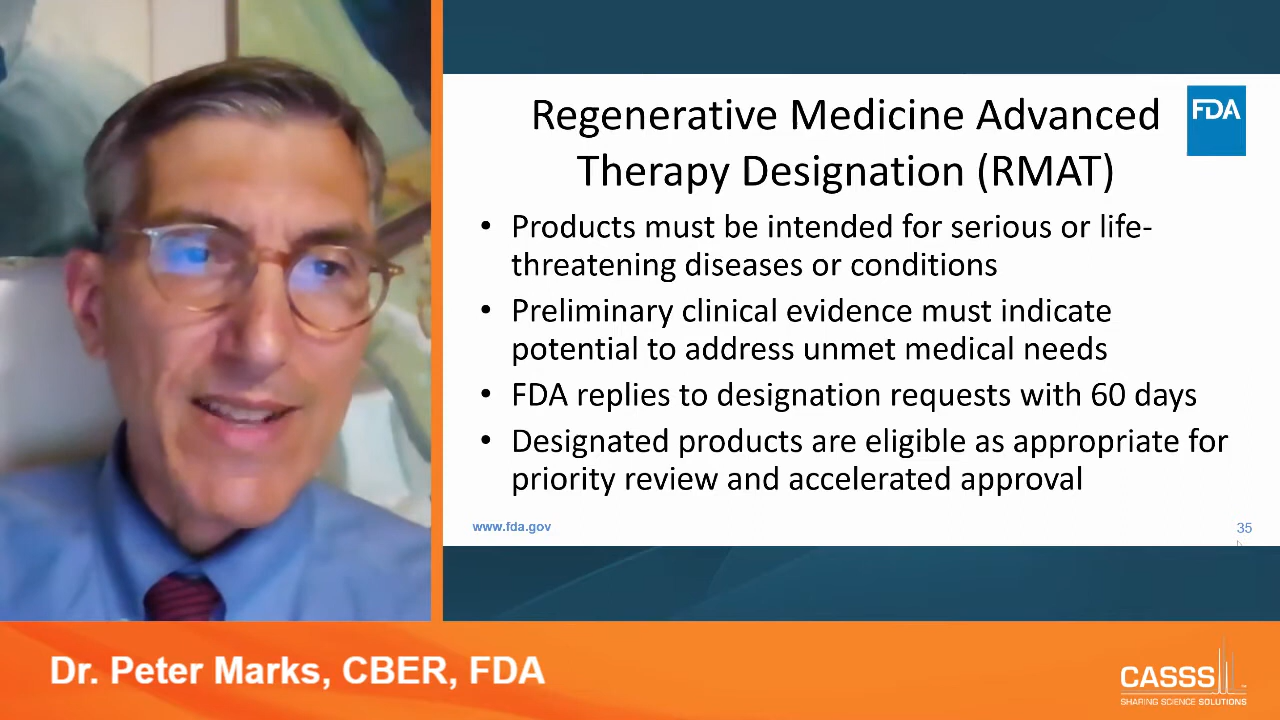 Regenerative Medicine Advanced
Therapy Designation (RMAT)
FDA
• Products must be intended for serious or life-
threatening diseases or conditions
• Preliminary clinical evidence must indicate
potential to address unmet medical needs
• FDA replies to designation requests with 60 days
• Designated products are eligible as appropriate for
priority review and accelerated approval
www.fda.gov
35
Dr. Peter Marks, CBER, FDA
CASSS
SHARING SCIENCE SOLUTIONS